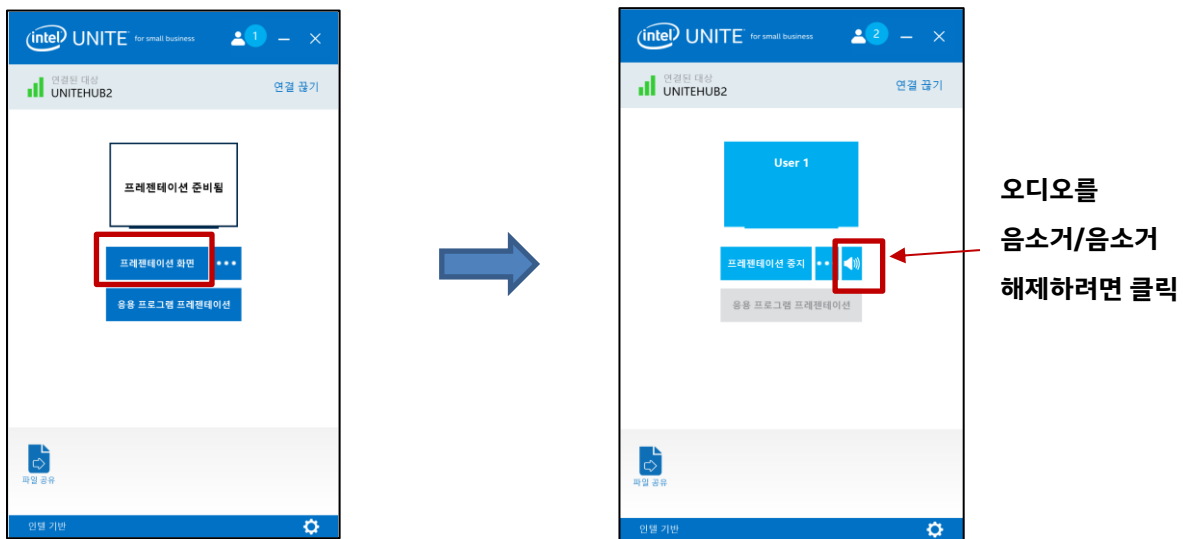 intel UNITE for small business 1
연결된 대상
UNITEHUB2 연결 끊기
프레젠테이션 준비됨
프레젠테이션 화면
응용 프로그램 프레젠테이션
파일 공유
인텔 기반
intel UNITE for small business 2
연결된 대상
UNITEHUB2 연결 끊기
User 1
프레젠테이션 중지
응용 프로그램 프레젠테이션
파일 공유
인텔 기반
오디오를
음소거/음소거
해제하려면 클릭